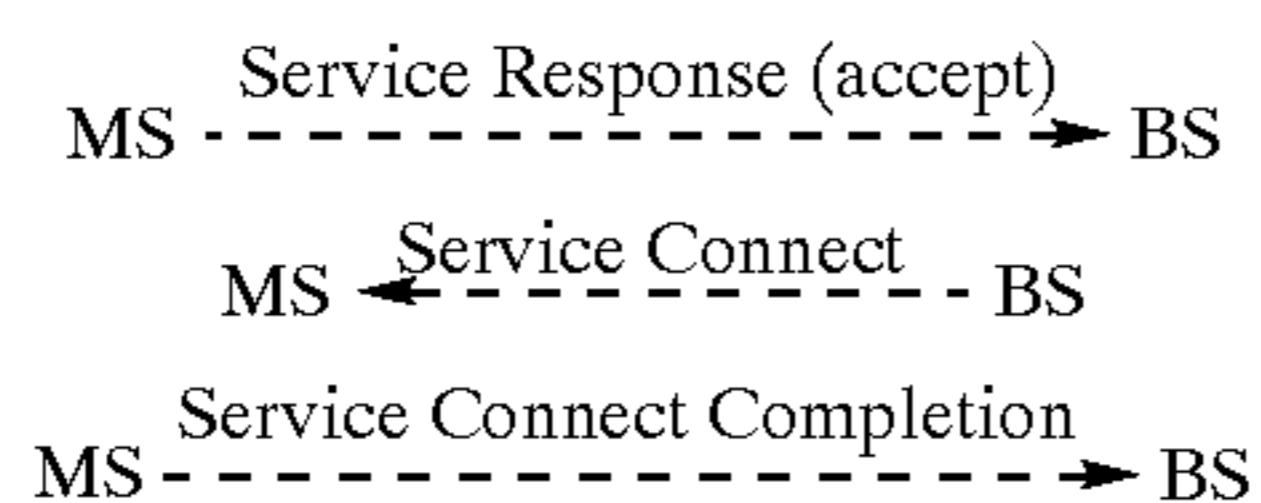 Service Response (accept)
MS BS
Service Connect
MS BS
Service Connect Completion
MS BS